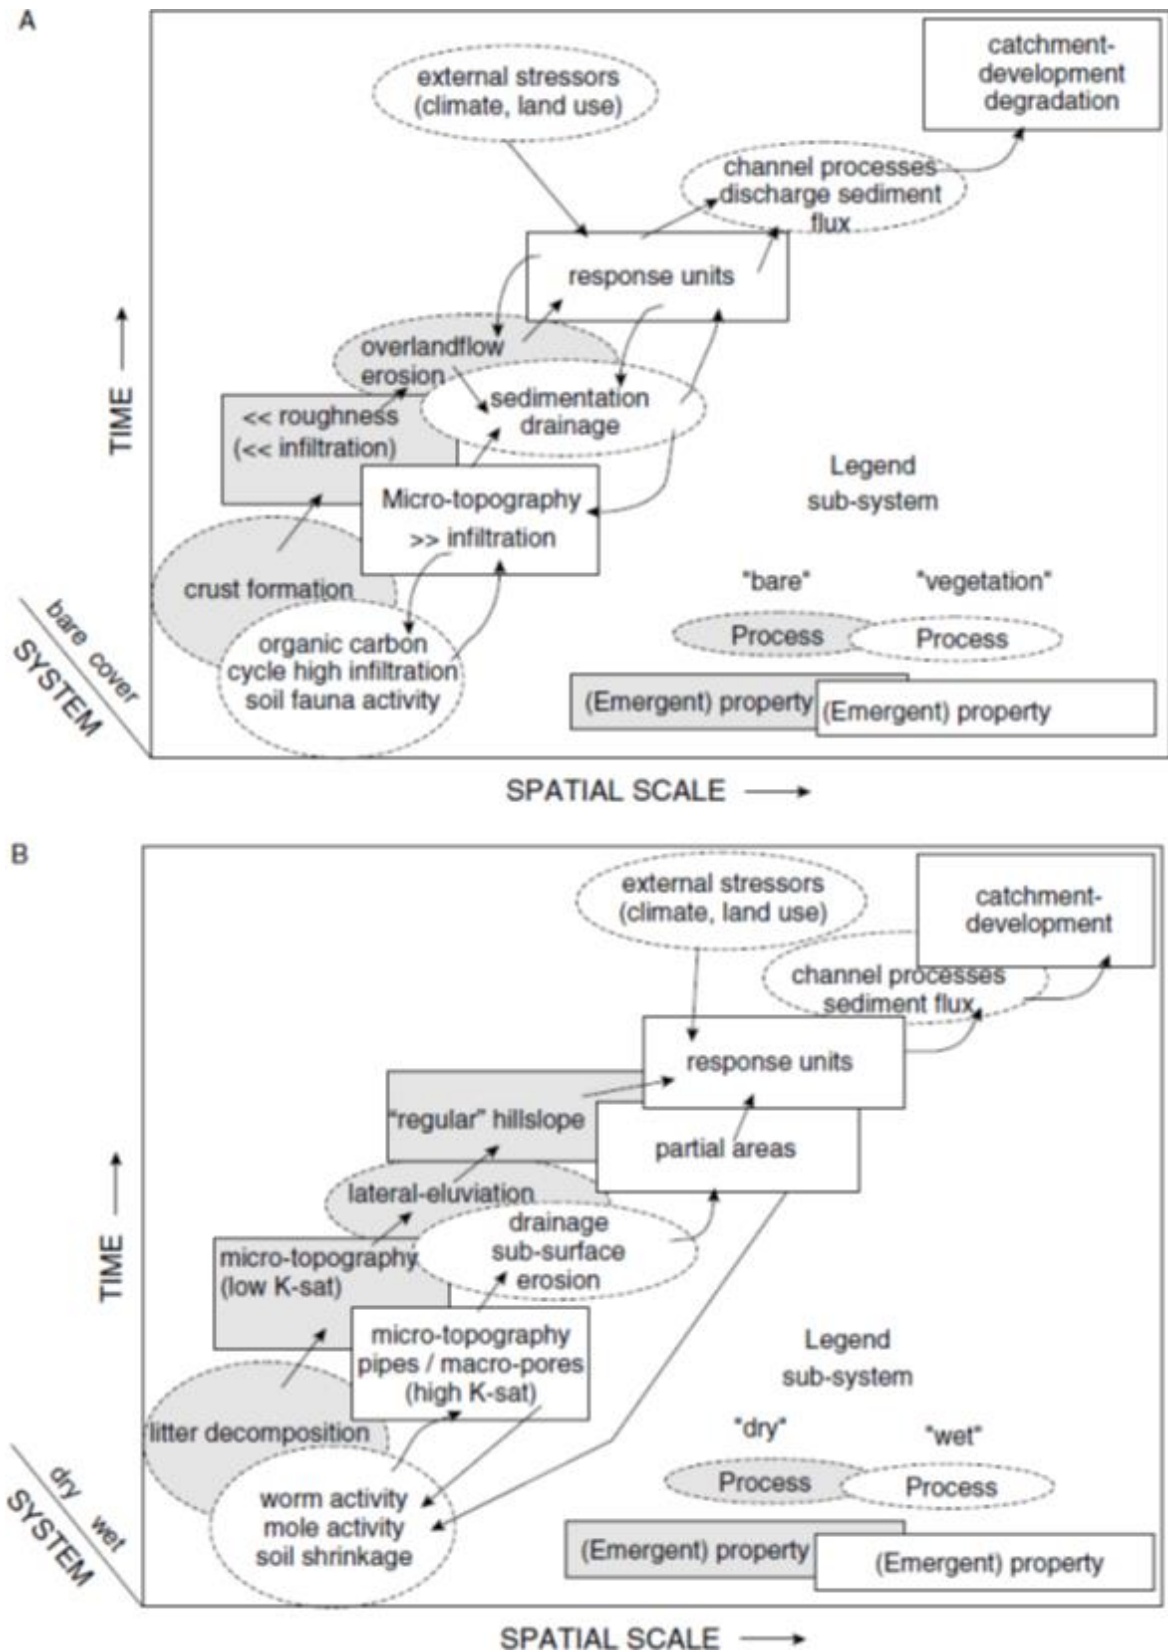 A
external stressors
(climate, land use)
catchment-
development
degradation
channel processes
discharge sediment
flux
response units
overlandflow
erosion
sedimentation
drainage
<< roughness
(<< infiltration)
Micro-topography
>> infiltration
crust formation
organic carbon
cycle high infiltration
soil fauna activity
Legend
sub-system
"bare"
"vegetation"
Process
Process
(Emergent) property
(Emergent) property
TIME
bare cover
SYSTEM
SPATIAL SCALE
B
external stressors
(climate, land use)
catchment-
development
channel processes
sediment flux
response units
"regular" hillslope
partial areas
lateral-eluviation
drainage
sub-surface
erosion
micro-topography
(low K-sat)
micro-topography
pipes / macro-pores
(high K-sat)
litter decomposition
worm activity
mole activity
soil shrinkage
Legend
sub-system
"dry"
"wet"
Process
Process
(Emergent) property
(Emergent) property
TIME
dry wet
SYSTEM
SPATIAL SCALE